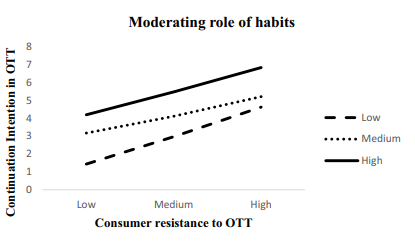 Moderating role of habits
Continuation Intention in OTT
8
7
6
5
4
3
2
1
0
Low
Medium
High
Low Medium High
Consumer resistance to OTT